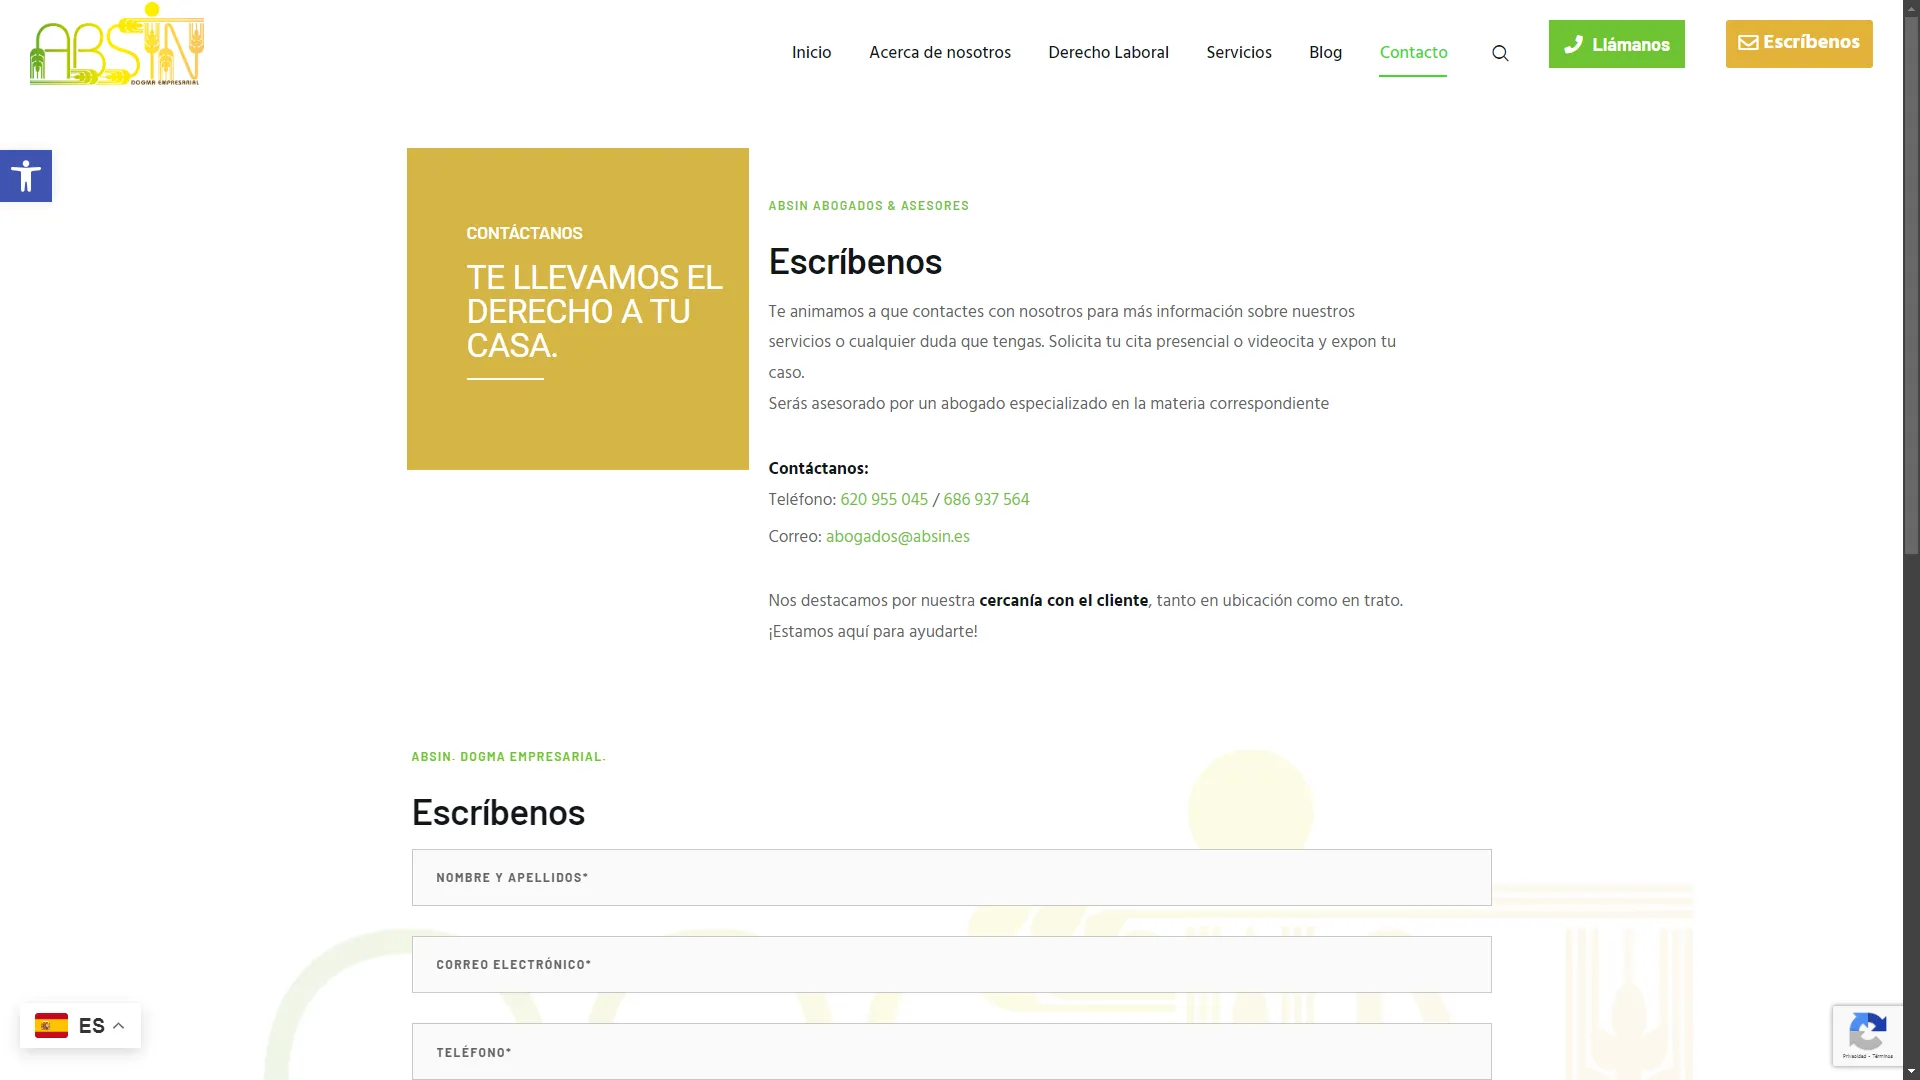 ABSIN
DOGMA EMPRESARIAL
Inicio
Acerca de nosotros
Derecho Laboral
Servicios
Blog
Contacto
Llámanos
Escríbenos
CONTÁCTANOS
TE LLEVAMOS EL
DERECHO A TU
CASA.
ABSIN ABOGADOS & ASESORES
Escríbenos
Te animamos a que contactes con nosotros para más información sobre nuestros
servicios o cualquier duda que tengas. Solicita tu cita presencial o videocita y expon tu
caso.
Serás asesorado por un abogado especializado en la materia correspondiente
Contáctanos:
Teléfono: 620 955 045 / 686 937 564
Correo: abogados@absin.es
Nos destacamos por nuestra cercanía con el cliente, tanto en ubicación como en trato.
¡Estamos aquí para ayudarte!
ABSIN. DOGMA EMPRESARIAL.
Escríbenos
NOMBRE Y APELLIDOS*
CORREO ELECTRÓNICO*
TELÉFONO*
ES
Privacidad - Términos